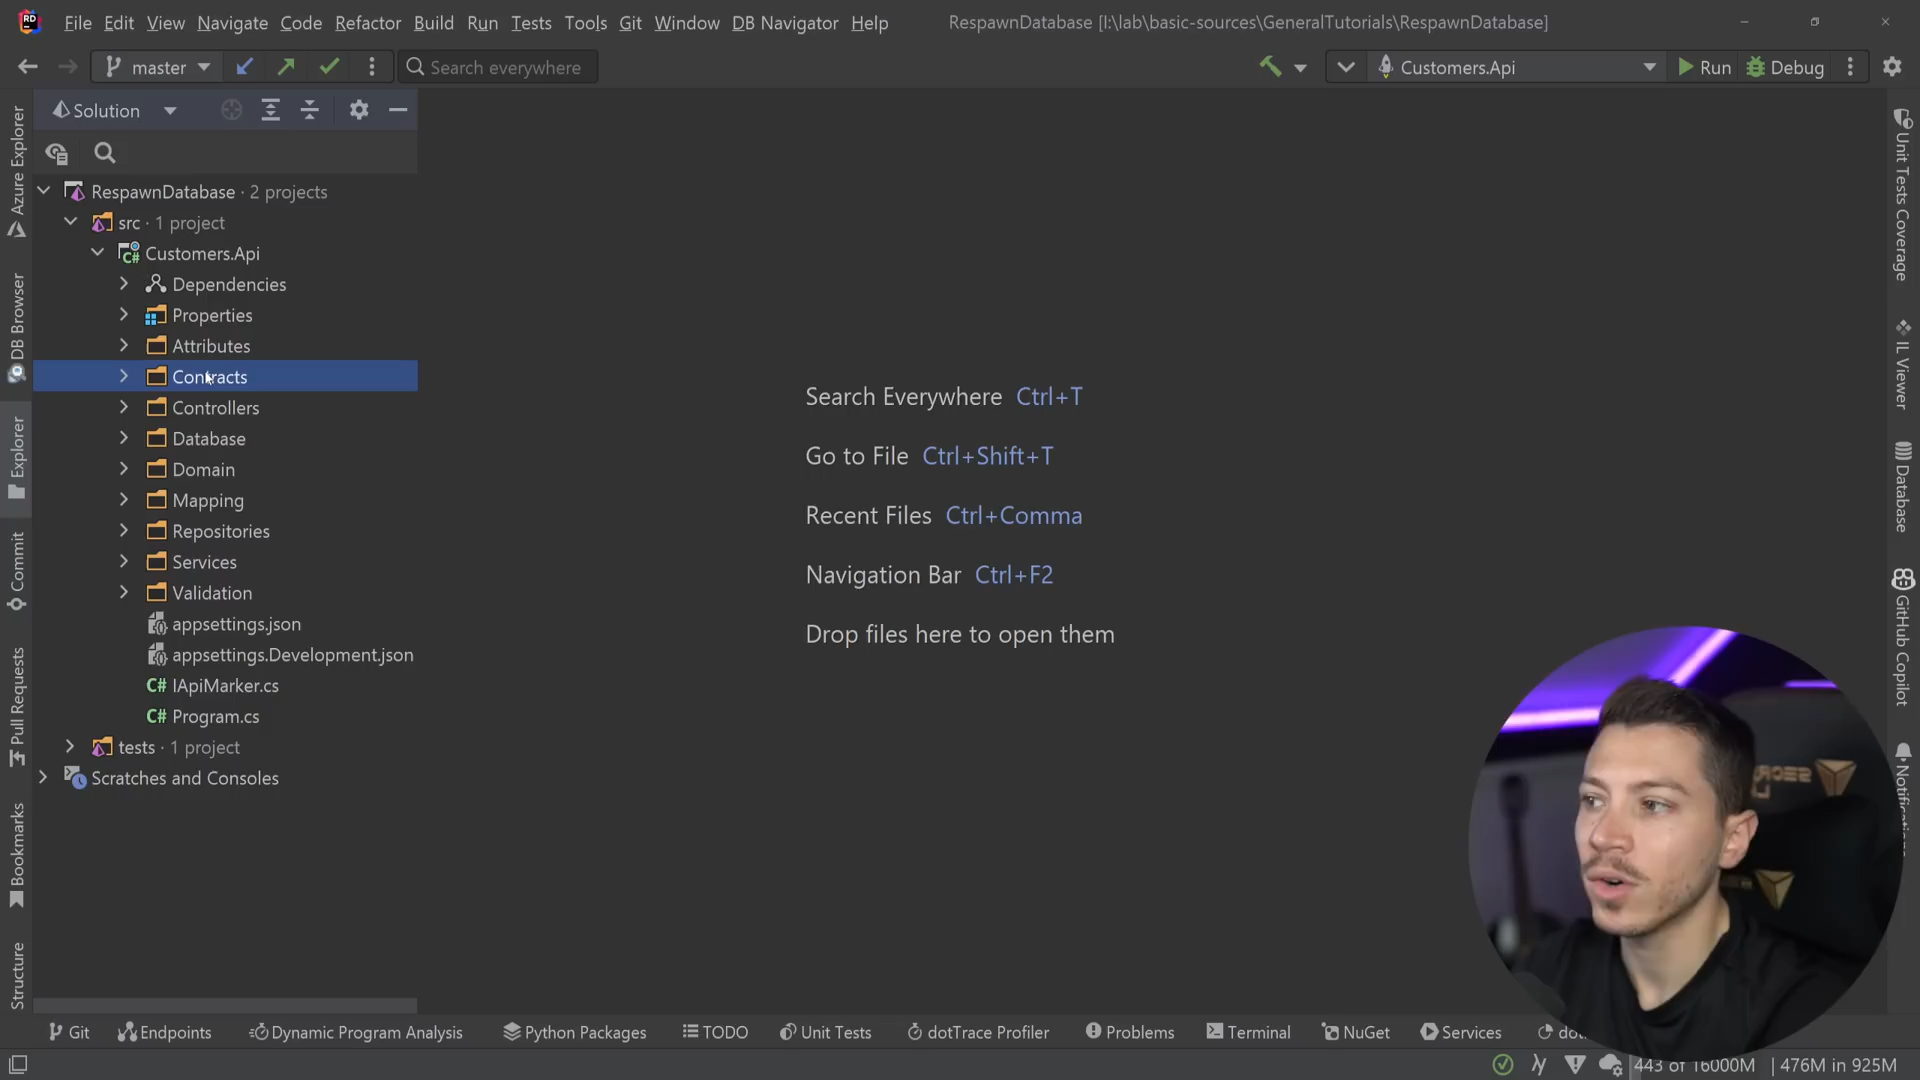 RD File Edit View Navigate Code Refactor Build Run Tests Tools Git Window DB Navigator Help RespawnDatabase [I:\lab\basic-sources\GeneralTutorials\RespawnDatabase]
master Search everywhere Customers.Api Run Debug
Solution
RespawnDatabase · 2 projects
src · 1 project
C# Customers.Api
Dependencies
Properties
Attributes
Contracts
Controllers
Database
Domain
Mapping
Repositories
Services
Validation
appsettings.json
appsettings.Development.json
C# IApiMarker.cs
C# Program.cs
tests · 1 project
Scratches and Consoles
Azure Explorer
DB Browser
Explorer
Commit
Pull Requests
Bookmarks
Structure
Search Everywhere Ctrl+T
Go to File Ctrl+Shift+T
Recent Files Ctrl+Comma
Navigation Bar Ctrl+F2
Drop files here to open them
Unit Tests Coverage
IL Viewer
Database
GitHub Copilot
Notifications
Git Endpoints Dynamic Program Analysis Python Packages TODO Unit Tests dotTrace Profiler Problems Terminal NuGet Services
443 of 16000M 476M in 925M